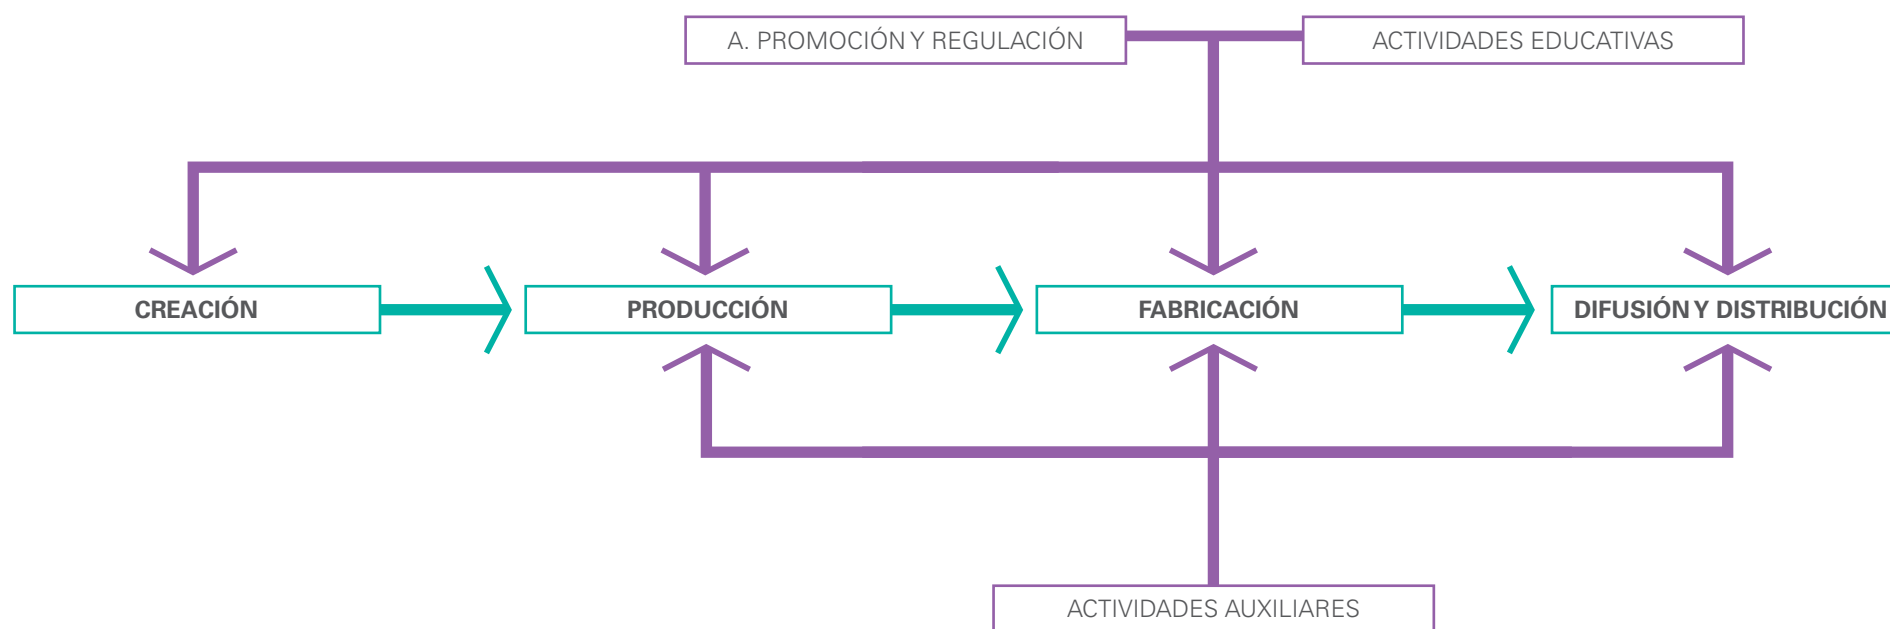 A. PROMOCIÓN Y REGULACIÓN
ACTIVIDADES EDUCATIVAS
CREACIÓN
PRODUCCIÓN
FABRICACIÓN
DIFUSIÓN Y DISTRIBUCIÓN
ACTIVIDADES AUXILIARES